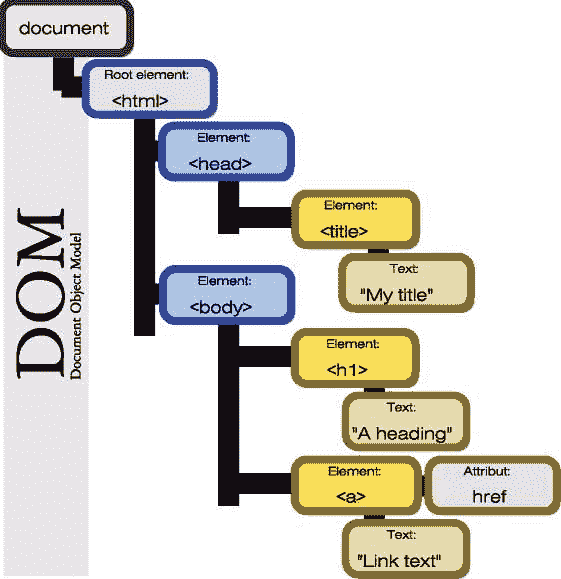 document
Root element:
<html>
Element:
<head>
Element:
<title>
Text:
"My title"
Element:
<body>
Element:
<h1>
Text:
"A heading"
Element:
<a>
Attribut:
href
Text:
"Link text"
DOM
Document Object Model